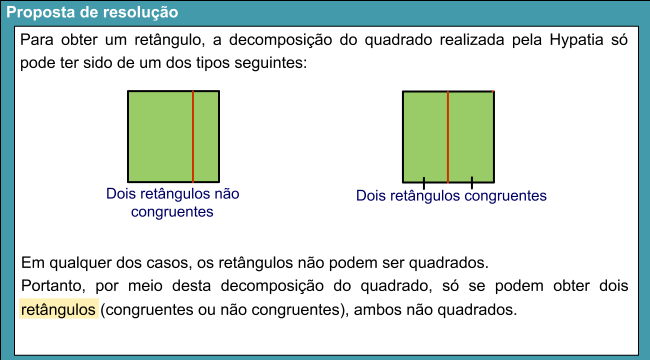 Proposta de resolução
Para obter um retângulo, a decomposição do quadrado realizada pela Hypatia só
pode ter sido de um dos tipos seguintes:
Dois retângulos não
congruentes
Dois retângulos congruentes
Em qualquer dos casos, os retângulos não podem ser quadrados.
Portanto, por meio desta decomposição do quadrado, só se podem obter dois
retângulos (congruentes ou não congruentes), ambos não quadrados.